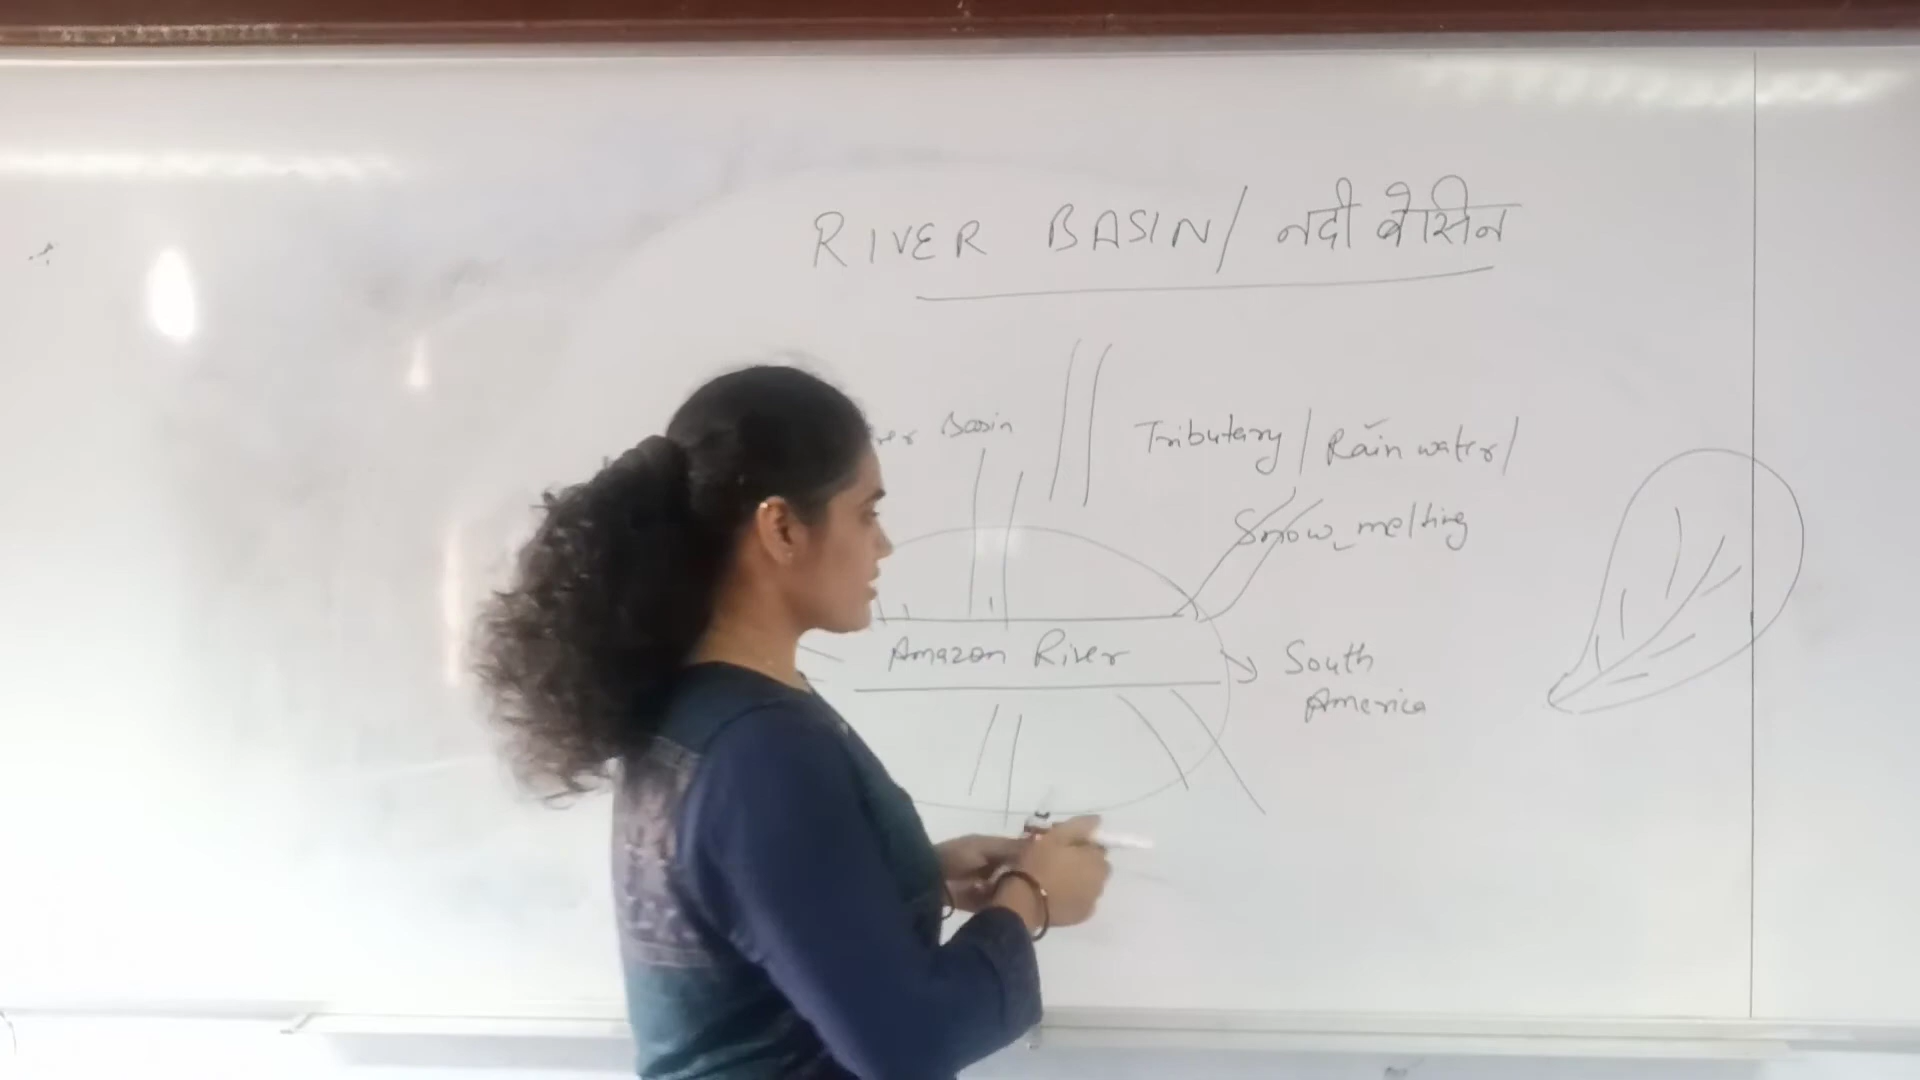 RIVER BASIN/ नदी बेसिन
Basin
Tributary / Rain water/
Snow melting
Amazon River
South
America